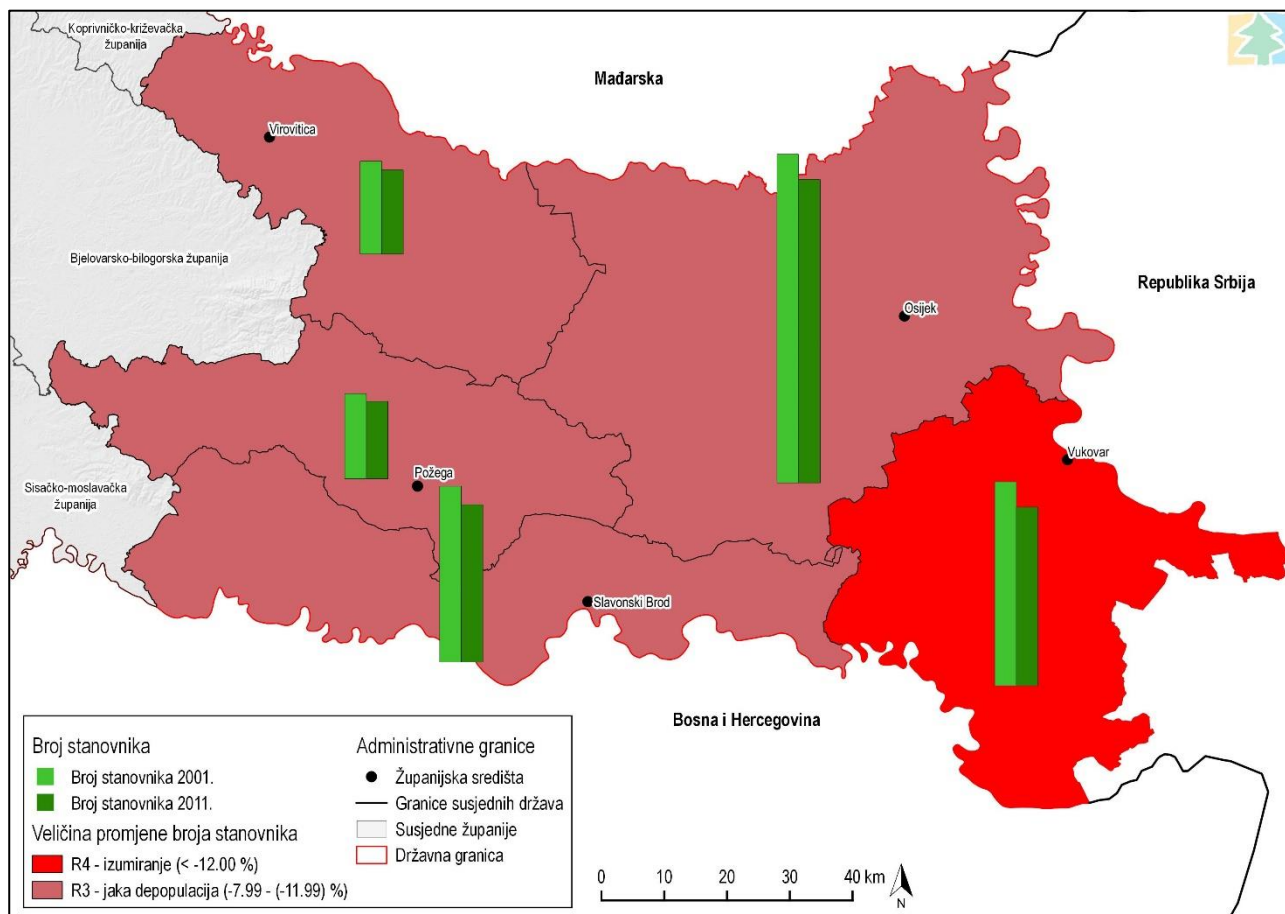 Koprivničko-križevačka
županija
Mađarska
Virovitica
Bjelovarsko-bilogorska županija
Republika Srbija
Osijek
Vukovar
Požega
Sisačko-moslavačka
županija
Slavonski Brod
Bosna i Hercegovina
Broj stanovnika
Broj stanovnika 2001.
Broj stanovnika 2011.
Veličina promjene broja stanovnika
R4 - izumiranje (< -12.00 %)
R3 - jaka depopulacija (-7.99 - (-11.99) %)
Administrativne granice
Županijska središta
Granice susjednih država
Susjedne županije
Državna granica
0 10 20 30 40 km
N